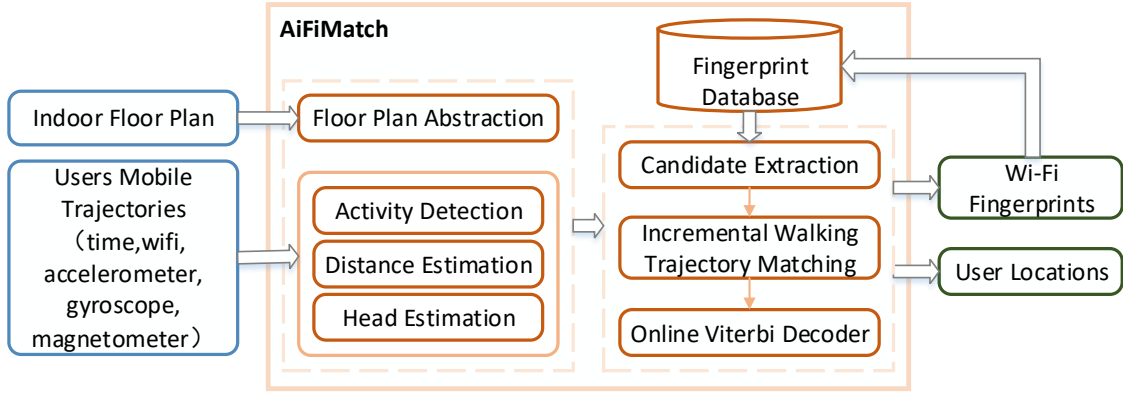 AiFiMatch
Fingerprint
Database
Indoor Floor Plan
Floor Plan Abstraction
Users Mobile
Trajectories
（time,wifi,
accelerometer,
gyroscope,
magnetometer）
Activity Detection
Distance Estimation
Head Estimation
Candidate Extraction
Incremental Walking
Trajectory Matching
Online Viterbi Decoder
Wi-Fi
Fingerprints
User Locations